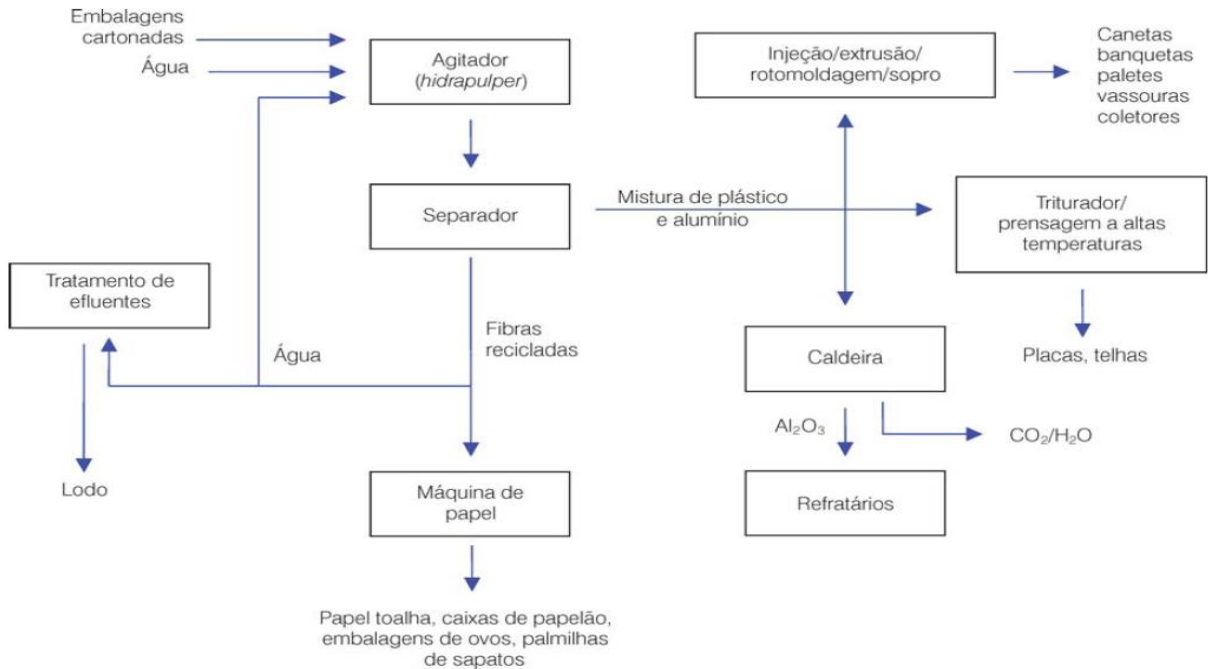 Embalagens
cartonadas
Água
Agitador
(hidrapulper)
Injeção/extrusão/
rotomoldagem/sopro
Canetas
banquetas
paletes
vassouras
coletores
Separador
Mistura de plástico
e alumínio
Triturador/
prensagem a altas
temperaturas
Tratamento de
efluentes
Água
Fibras
recicladas
Caldeira
Placas, telhas
Al₂O₃
CO₂/H₂O
Lodo
Máquina de
papel
Refratários
Papel toalha, caixas de papelão,
embalagens de ovos, palmilhas
de sapatos